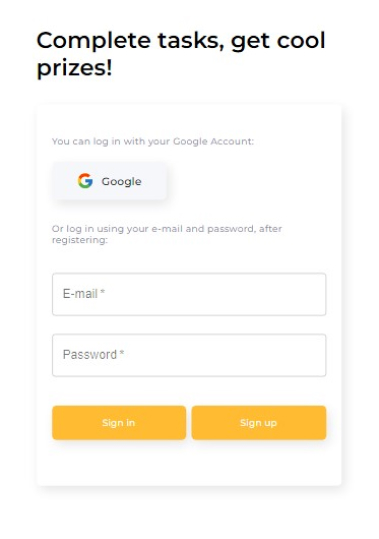 Complete tasks, get cool
prizes!
You can log in with your Google Account:
Google
Or log in using your e-mail and password, after
registering:
E-mail *
Password *
Sign in
Sign up